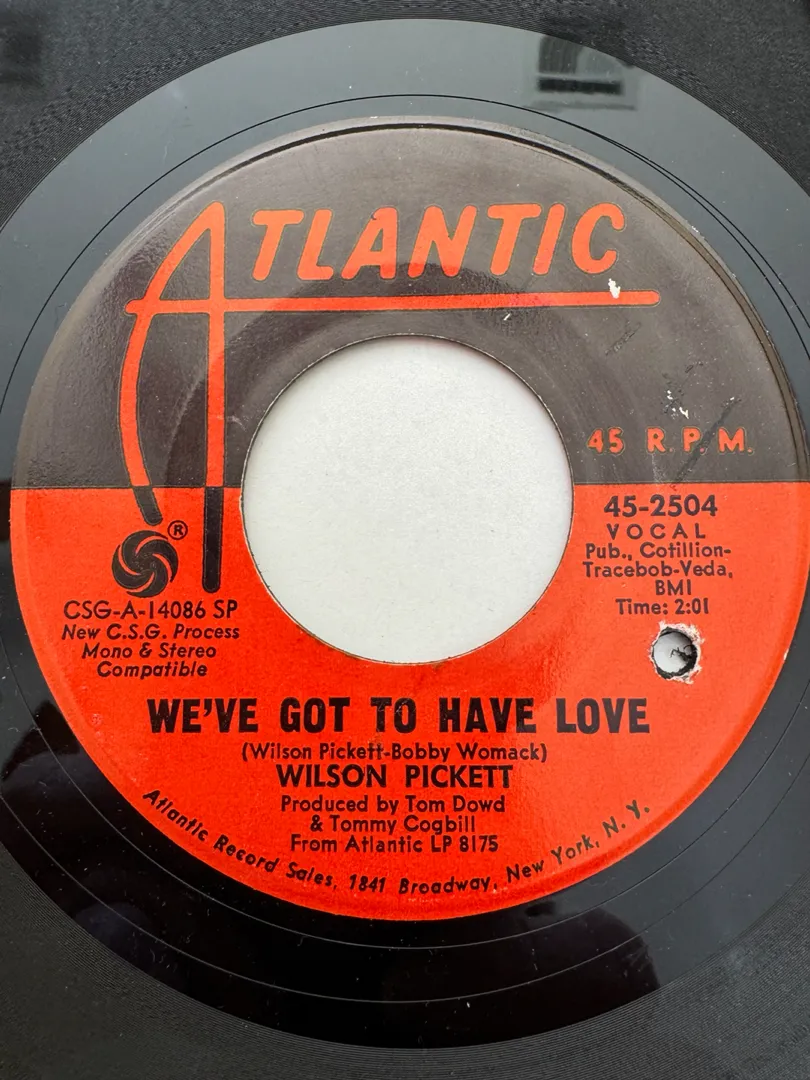 ATLANTIC
45 R.P.M.
®
45-2504
VOCAL
Pub., Cotillion-
Tracebob-Veda,
BMI
Time: 2:01
CSG-A-14086 SP
New C.S.G. Process
Mono & Stereo
Compatible
WE'VE GOT TO HAVE LOVE
(Wilson Pickett-Bobby Womack)
WILSON PICKETT
Produced by Tom Dowd
& Tommy Cogbill
From Atlantic LP 8175
Atlantic Record Sales, 1841 Broadway, New York, N.Y.